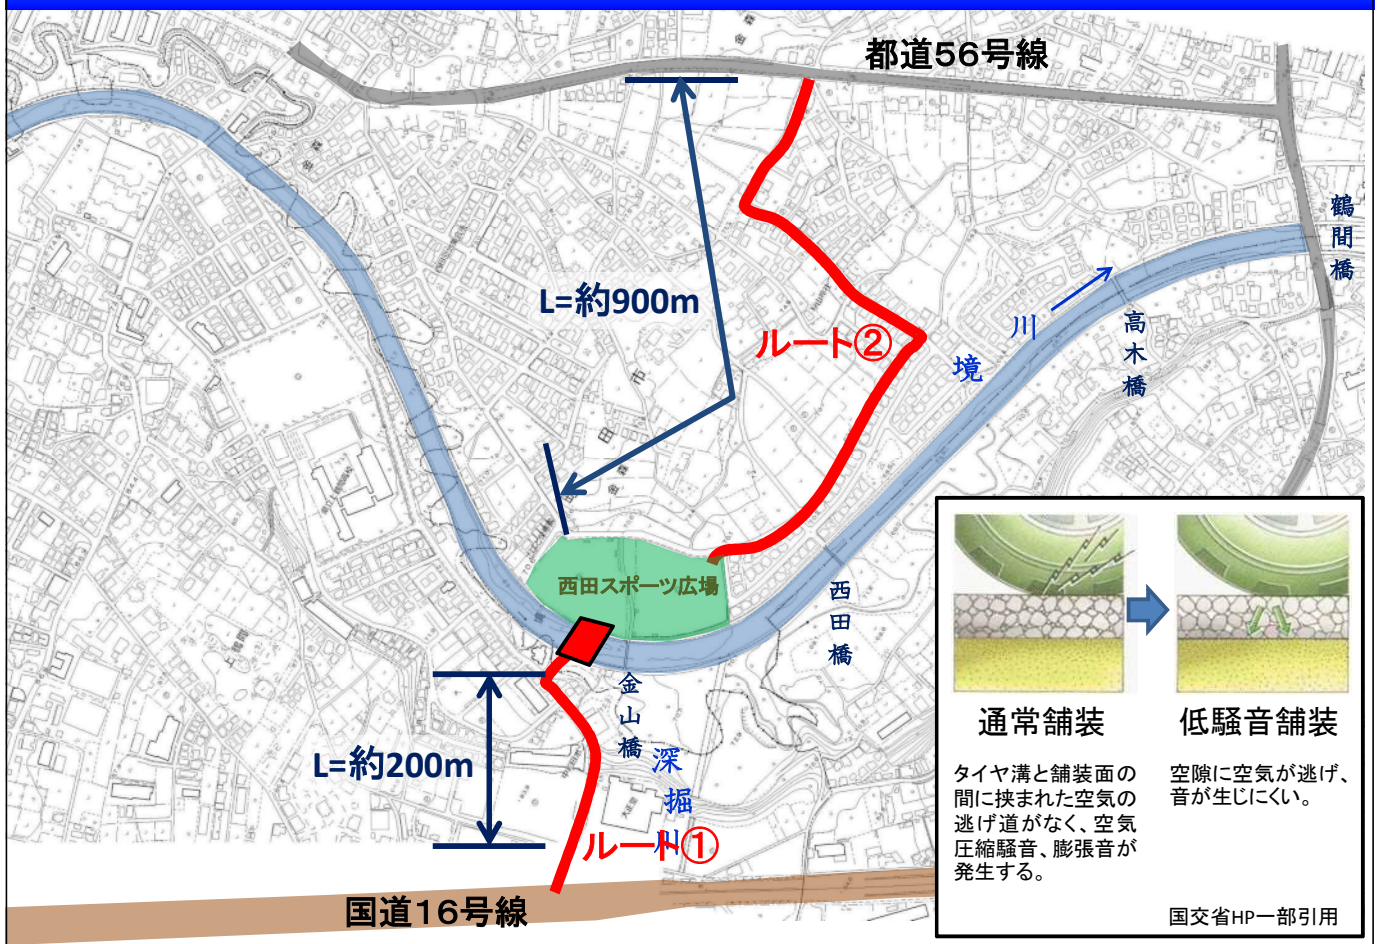 都道56号線
鶴間橋
L=約900m
ルート②
川
境
高木橋
西田スポーツ広場
西田橋
金山橋
深堀川
L=約200m
ルート①
国道16号線
通常舗装
タイヤ溝と舗装面の
間に挟まれた空気の
逃げ道がなく、空気
圧縮騒音、膨張音が
発生する。
低騒音舗装
空隙に空気が逃げ、
音が生じにくい。
国交省HP一部引用